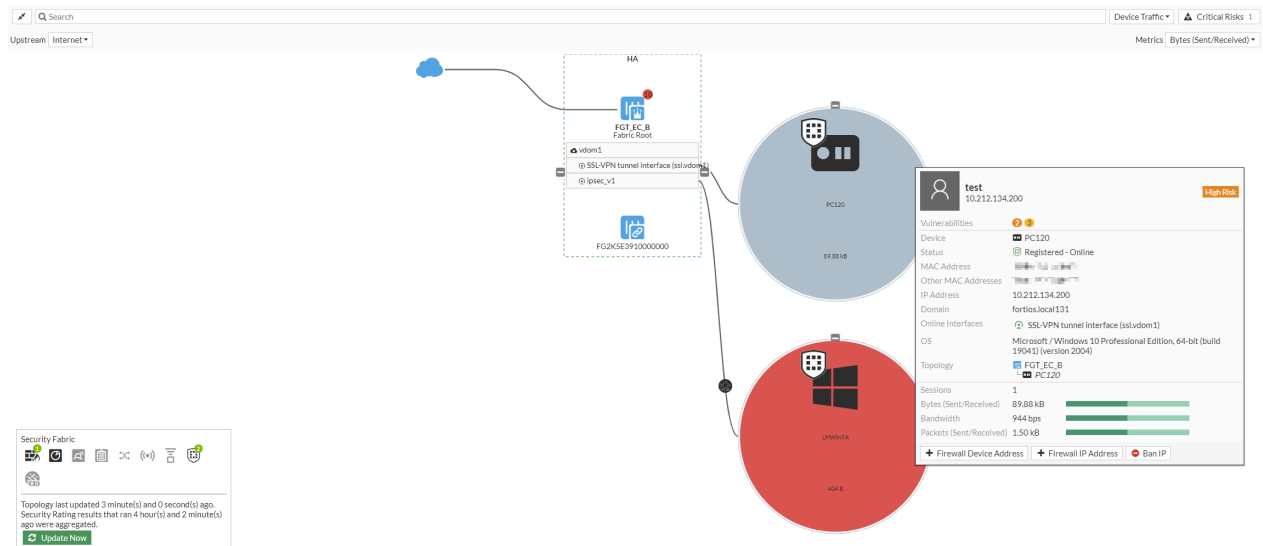 Search
Device Traffic
Critical Risks 1
Upstream Internet
Metrics Bytes (Sent/Received)
HA
10
FGT_EC_B
Fabric Root
vdom1
SSL-VPN tunnel interface (ssl.vdom1)
ipsec_v1
FG2K5E3910000000
PC120
89.88 kB
LHWin7A
404 B
test
10.212.134.200
High Risk
Vulnerabilities 2 3
Device PC120
Status Registered - Online
MAC Address
Other MAC Addresses
IP Address 10.212.134.200
Domain fortios.local131
Online Interfaces SSL-VPN tunnel interface (ssl.vdom1)
OS Microsoft / Windows 10 Professional Edition, 64-bit (build
19041) (version 2004)
Topology FGT_EC_B
PC120
Sessions 1
Bytes (Sent/Received) 89.88 kB
Bandwidth 944 bps
Packets (Sent/Received) 1.50 kB
Firewall Device Address Firewall IP Address Ban IP
Security Fabric
Topology last updated 3 minute(s) and 0 second(s) ago.
Security Rating results that ran 4 hour(s) and 2 minute(s)
ago were aggregated.
Update Now